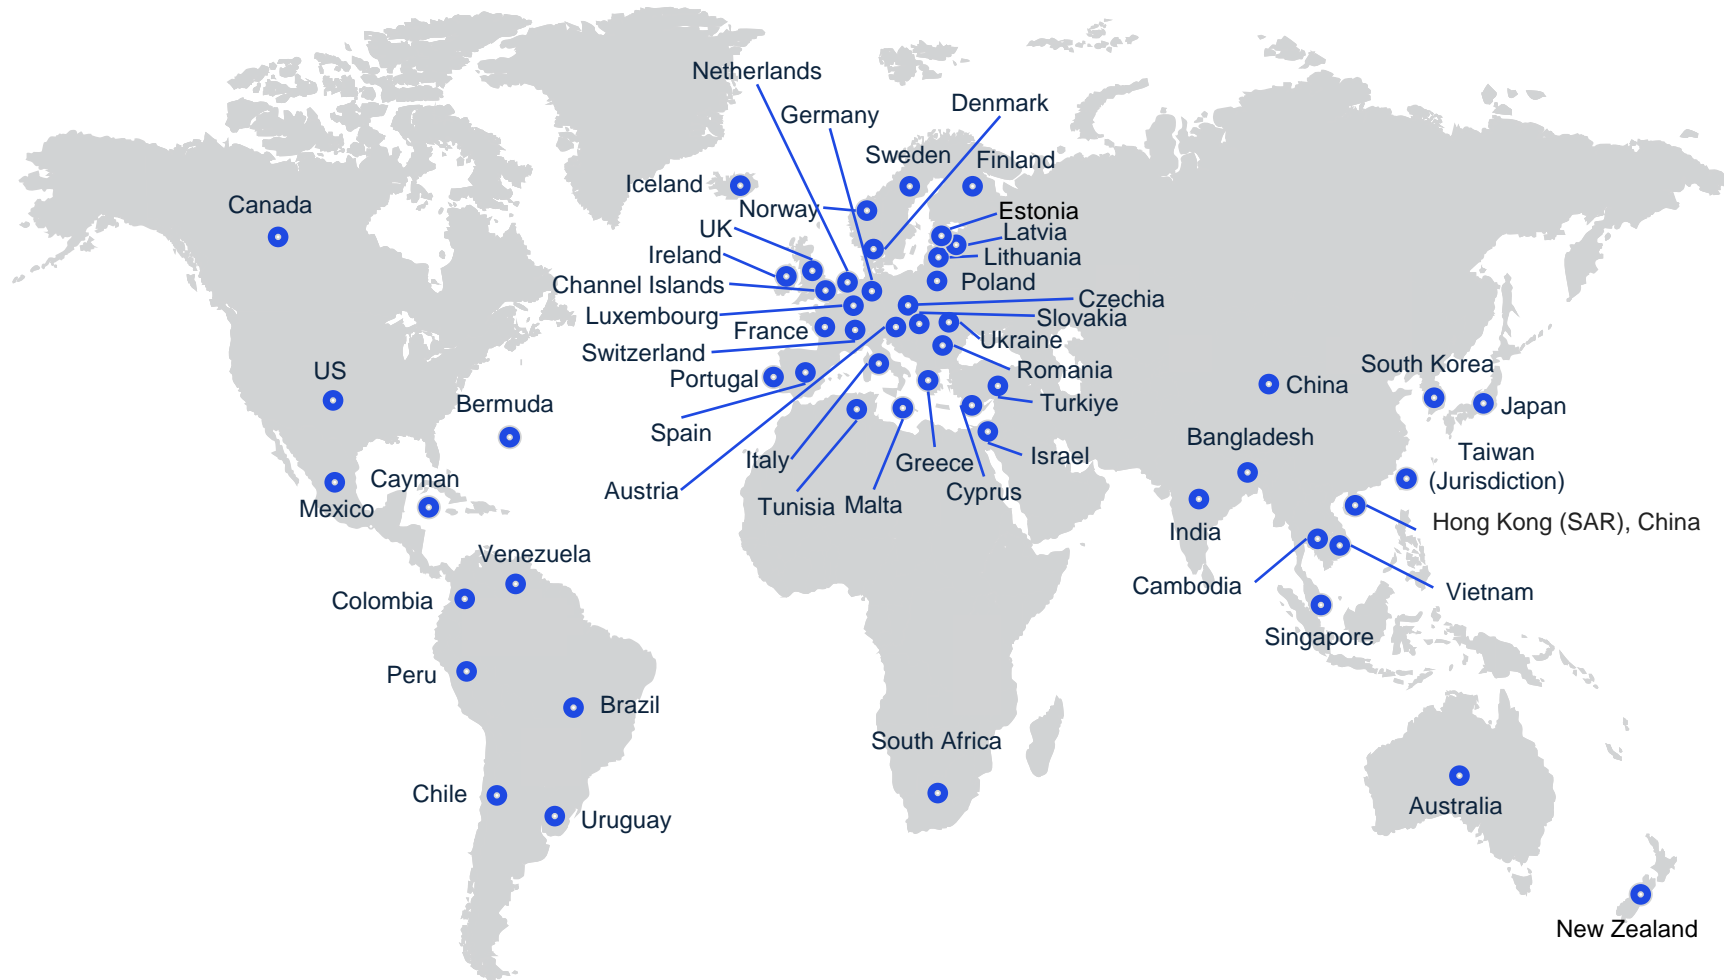 Netherlands
Denmark
Germany
Sweden
Finland
Iceland
Canada
Norway
Estonia
UK
Latvia
Ireland
Lithuania
Channel Islands
Poland
Czechia
Luxembourg
Slovakia
France
Ukraine
Switzerland
South Korea
US
Portugal
Romania
China
Bermuda
Turkiye
Japan
Spain
Bangladesh
Italy
Greece
Israel
Taiwan
(Jurisdiction)
Cayman
Austria
Cyprus
Mexico
Tunisia
Malta
India
Hong Kong (SAR), China
Venezuela
Cambodia
Vietnam
Colombia
Singapore
Peru
Brazil
South Africa
Chile
Australia
Uruguay
New Zealand